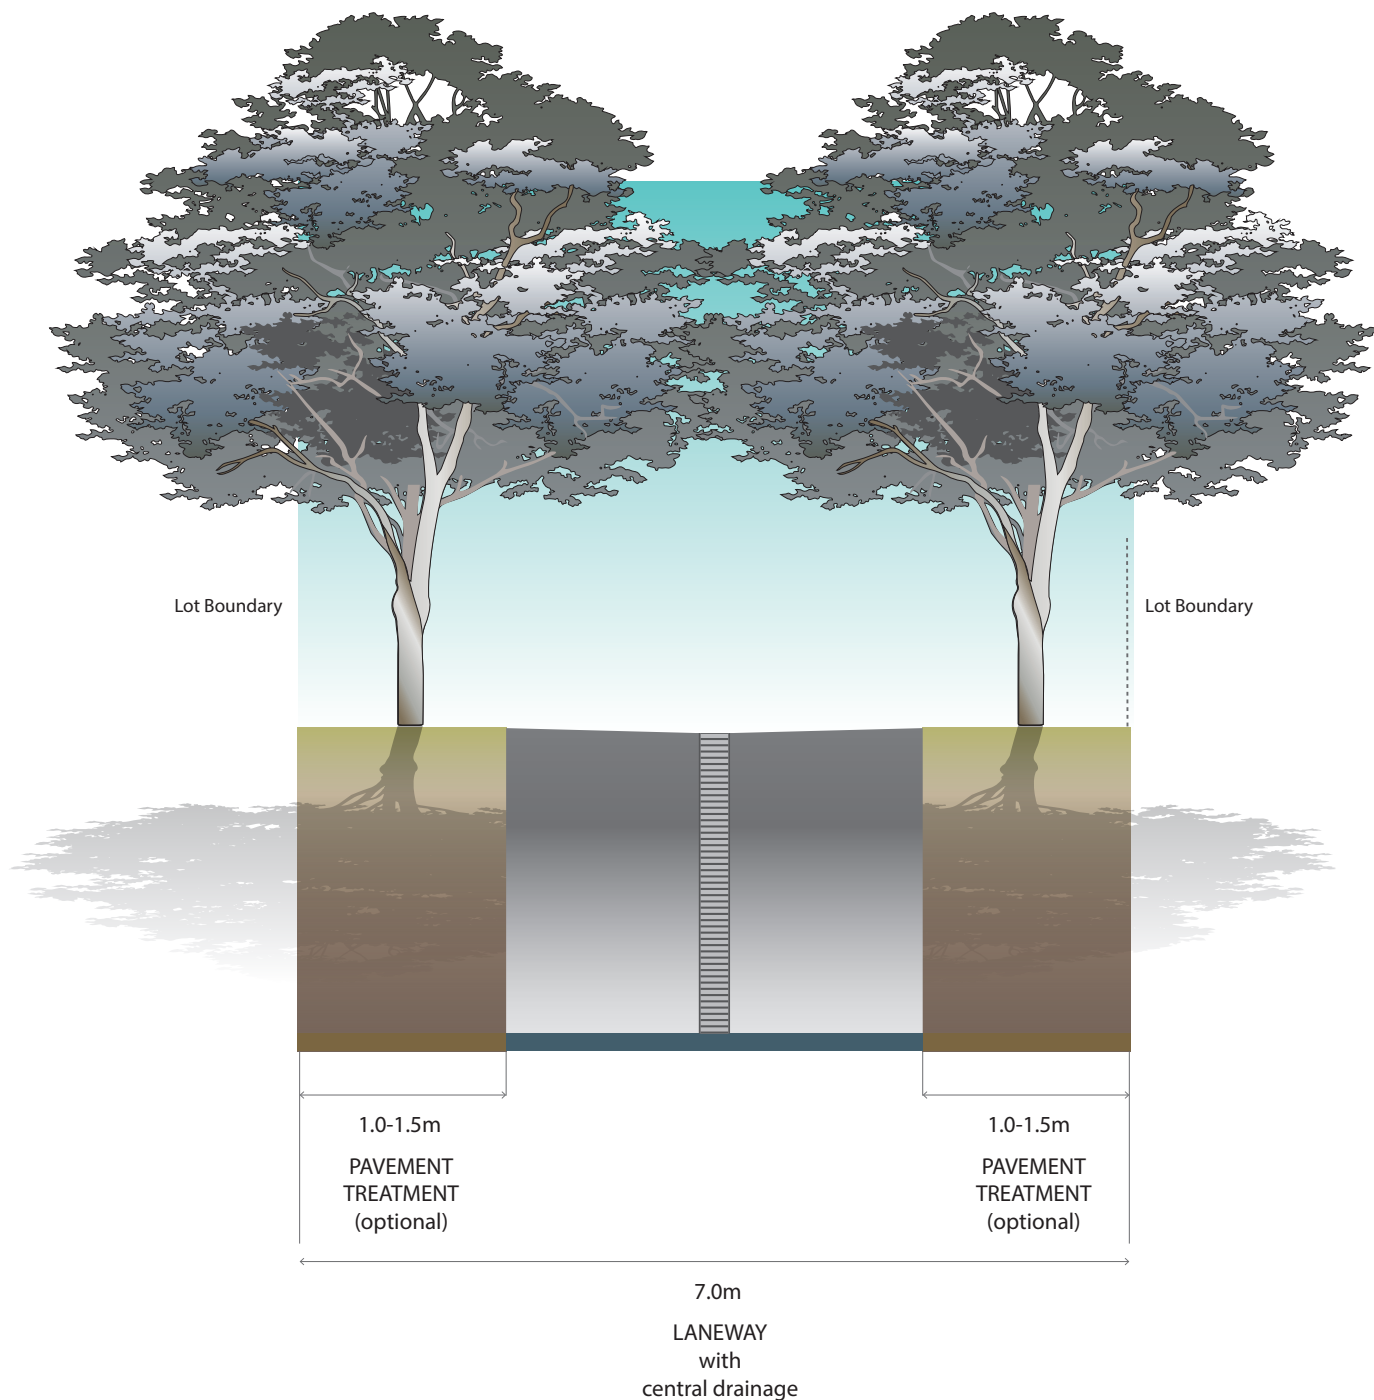 Lot Boundary
Lot Boundary
1.0-1.5m
PAVEMENT
TREATMENT
(optional)
1.0-1.5m
PAVEMENT
TREATMENT
(optional)
7.0m
LANEWAY
with
central drainage